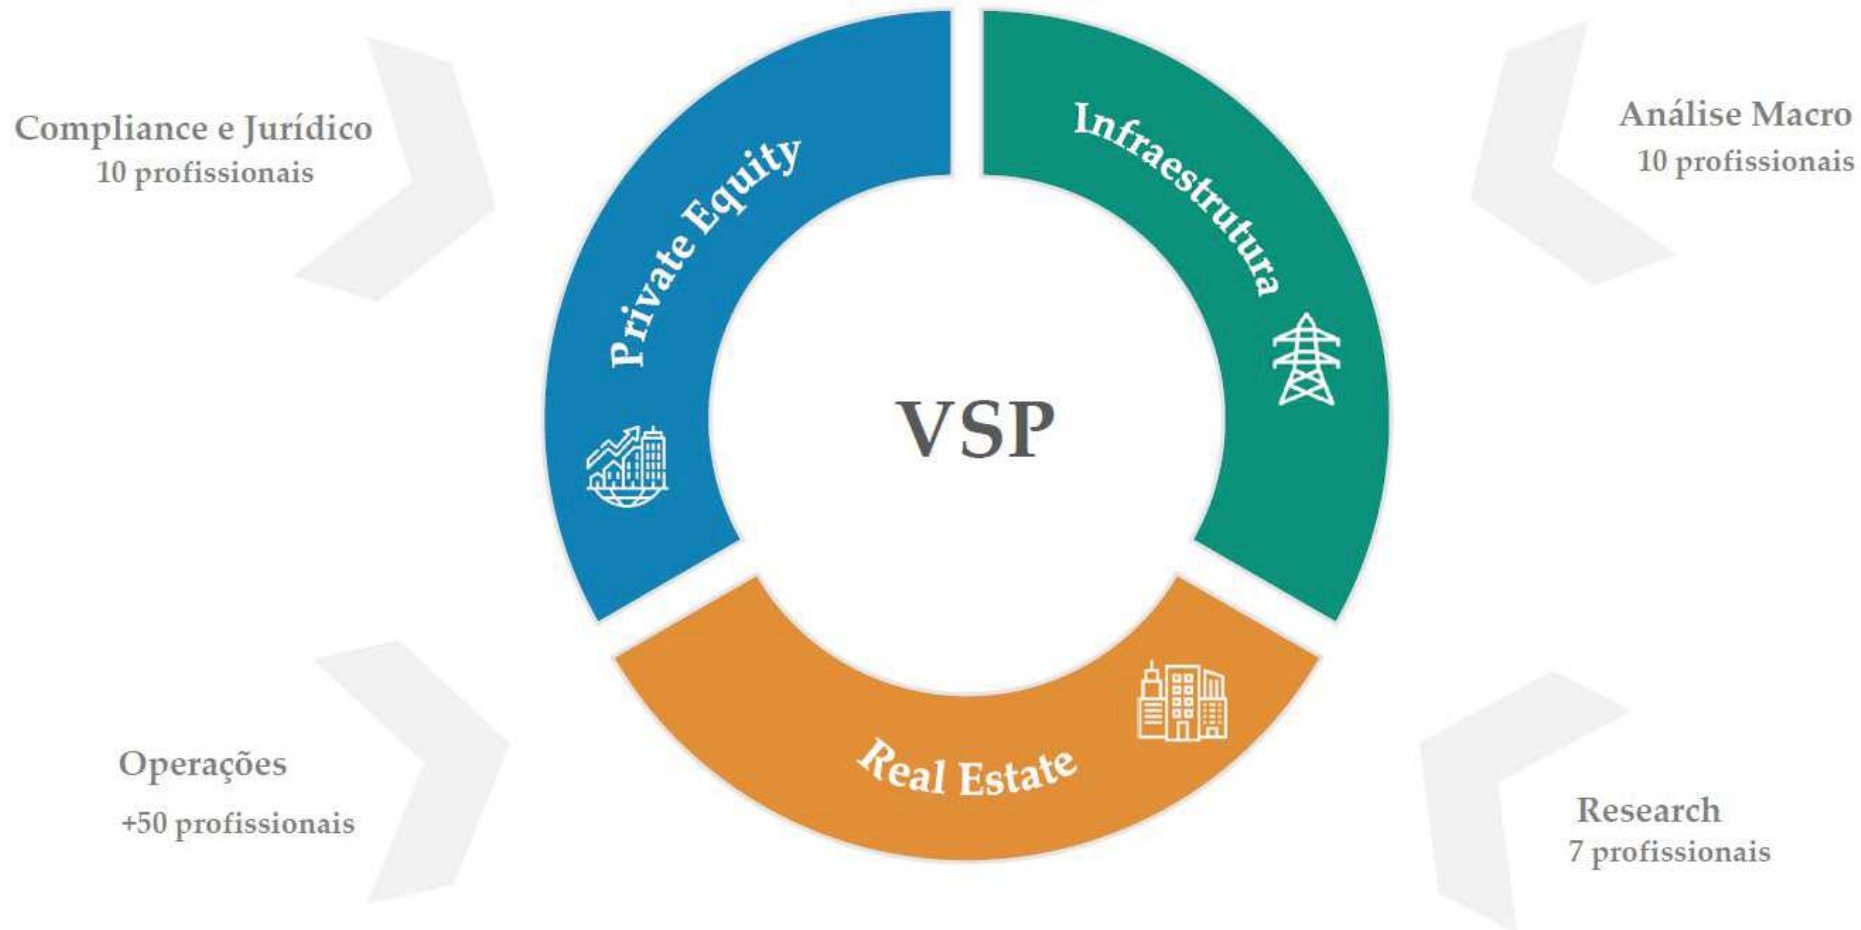 Compliance e Jurídico
10 profissionais
Private Equity
Infraestrutura
Análise Macro
10 profissionais
VSP
Operações
+50 profissionais
Real Estate
Research
7 profissionais